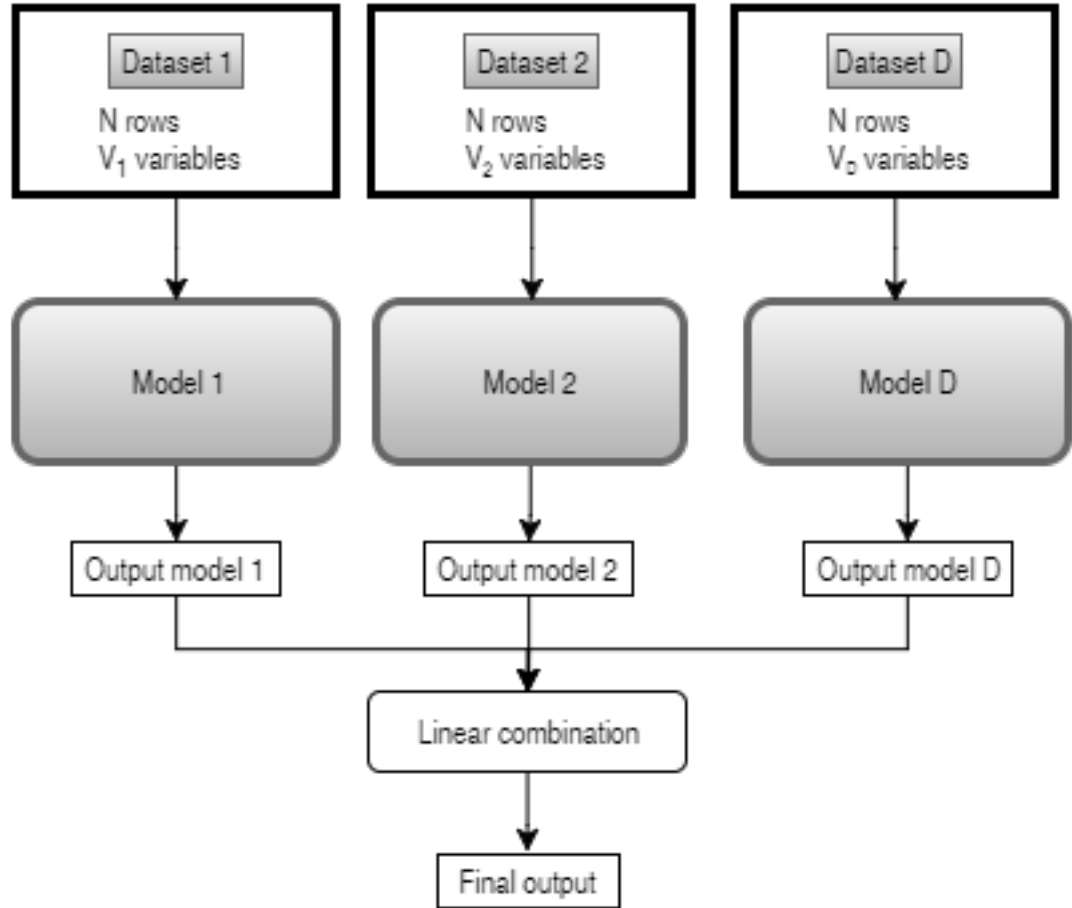 Dataset 1
N rows
V₁ variables
Dataset 2
N rows
V₂ variables
Dataset D
N rows
V_D variables
Model 1
Model 2
Model D
Output model 1
Output model 2
Output model D
Linear combination
Final output